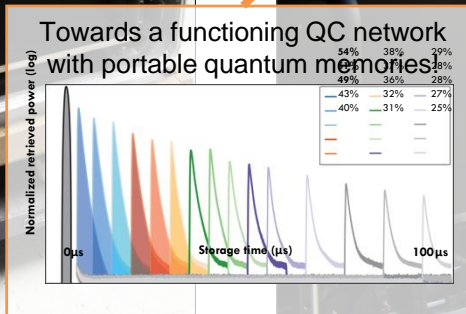 Towards a functioning QC network
with portable quantum memories!
54% 38% 29%
28%
49% 36% 28%
43% 32% 27%
40% 31% 25%
Normalized retrieved power (log)
0µs Storage time (µs) 100µs